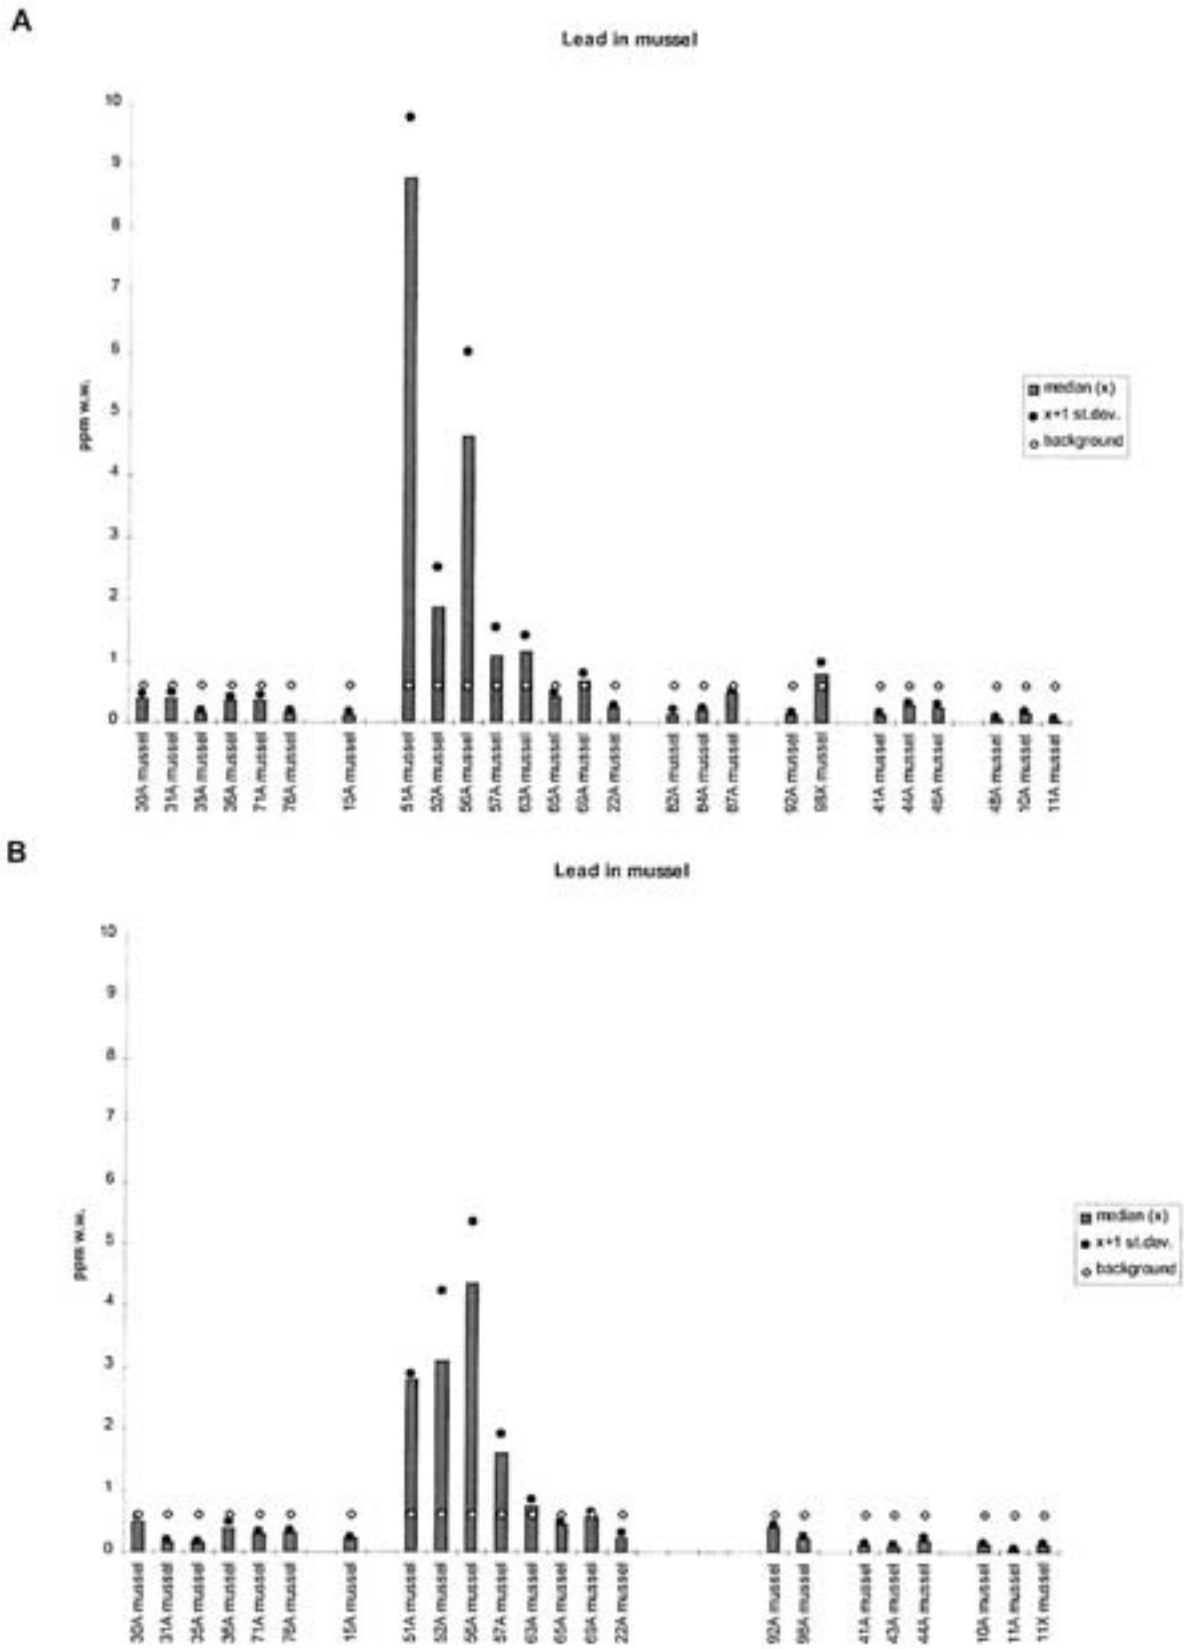 A
Lead in mussel
10
9
8
7
6
5
4
3
2
1
0
ppm w.w.
median (x)
x+1 st.dev.
background
30A mussel
31A mussel
35A mussel
36A mussel
71A mussel
76A mussel
15A mussel
51A mussel
52A mussel
56A mussel
57A mussel
63A mussel
65A mussel
69A mussel
22A mussel
82A mussel
84A mussel
87A mussel
92A mussel
98X mussel
41A mussel
44A mussel
46A mussel
48A mussel
10A mussel
11A mussel
B
Lead in mussel
10
9
8
7
6
5
4
3
2
1
0
ppm w.w.
median (x)
x+1 st.dev.
background
30A mussel
31A mussel
35A mussel
36A mussel
71A mussel
76A mussel
15A mussel
51A mussel
52A mussel
56A mussel
57A mussel
63A mussel
65A mussel
69A mussel
22A mussel
92A mussel
98A mussel
41A mussel
43A mussel
44A mussel
10A mussel
11A mussel
11X mussel